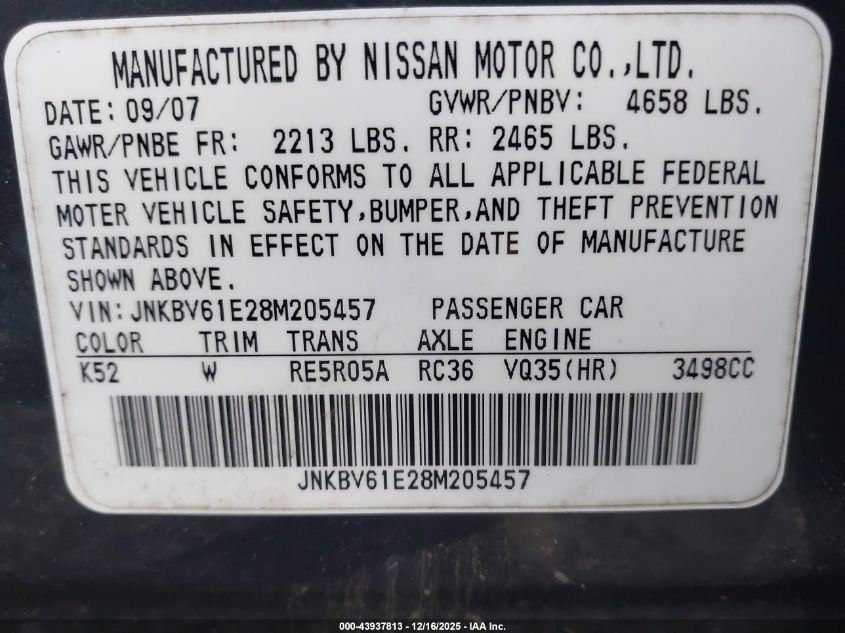 MANUFACTURED BY NISSAN MOTOR CO.,LTD.
DATE: 09/07 GVWR/PNBV: 4658 LBS.
GAWR/PNBE FR: 2213 LBS. RR: 2465 LBS.
THIS VEHICLE CONFORMS TO ALL APPLICABLE FEDERAL
MOTER VEHICLE SAFETY,BUMPER,AND THEFT PREVENTION
STANDARDS IN EFFECT ON THE DATE OF MANUFACTURE
SHOWN ABOVE.
VIN:JNKBV61E28M205457 PASSENGER CAR
COLOR TRIM TRANS AXLE ENGINE
K52 W RE5R05A RC36 VQ35(HR) 3498CC
JNKBV61E28M205457
000-43937813 - 12/16/2025 - IAA Inc.